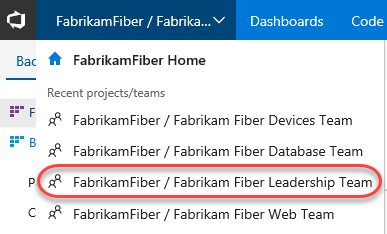 FabrikamFiber / Fabrika...
Dashboards
Code
FabrikamFiber Home
Bac
Recent projects/teams
F
FabrikamFiber / Fabrikam Fiber Devices Team
B
FabrikamFiber / Fabrikam Fiber Database Team
P
FabrikamFiber / Fabrikam Fiber Leadership Team
C
FabrikamFiber / Fabrikam Fiber Web Team